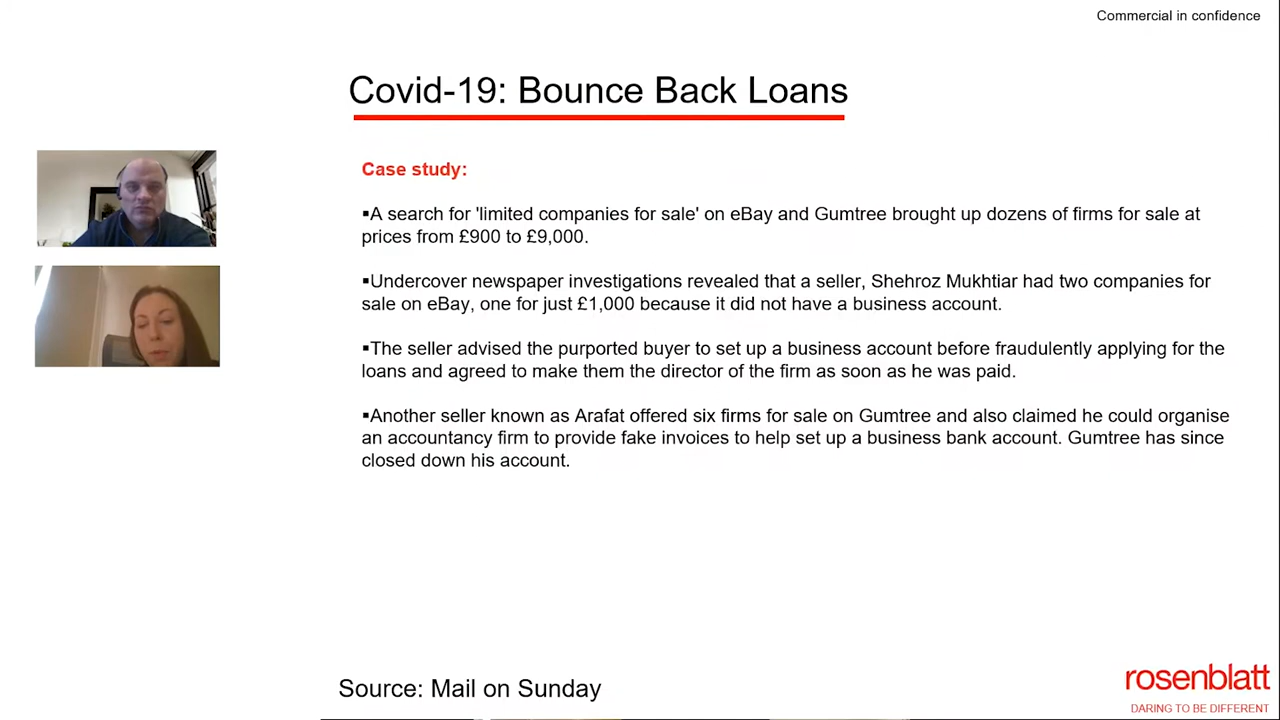 Commercial in confidence
Covid-19: Bounce Back Loans
Case study:
▪A search for 'limited companies for sale' on eBay and Gumtree brought up dozens of firms for sale at
prices from £900 to £9,000.
▪Undercover newspaper investigations revealed that a seller, Shehroz Mukhtiar had two companies for
sale on eBay, one for just £1,000 because it did not have a business account.
▪The seller advised the purported buyer to set up a business account before fraudulently applying for the
loans and agreed to make them the director of the firm as soon as he was paid.
▪Another seller known as Arafat offered six firms for sale on Gumtree and also claimed he could organise
an accountancy firm to provide fake invoices to help set up a business bank account. Gumtree has since
closed down his account.
Source: Mail on Sunday
rosenblatt
DARING TO BE DIFFERENT